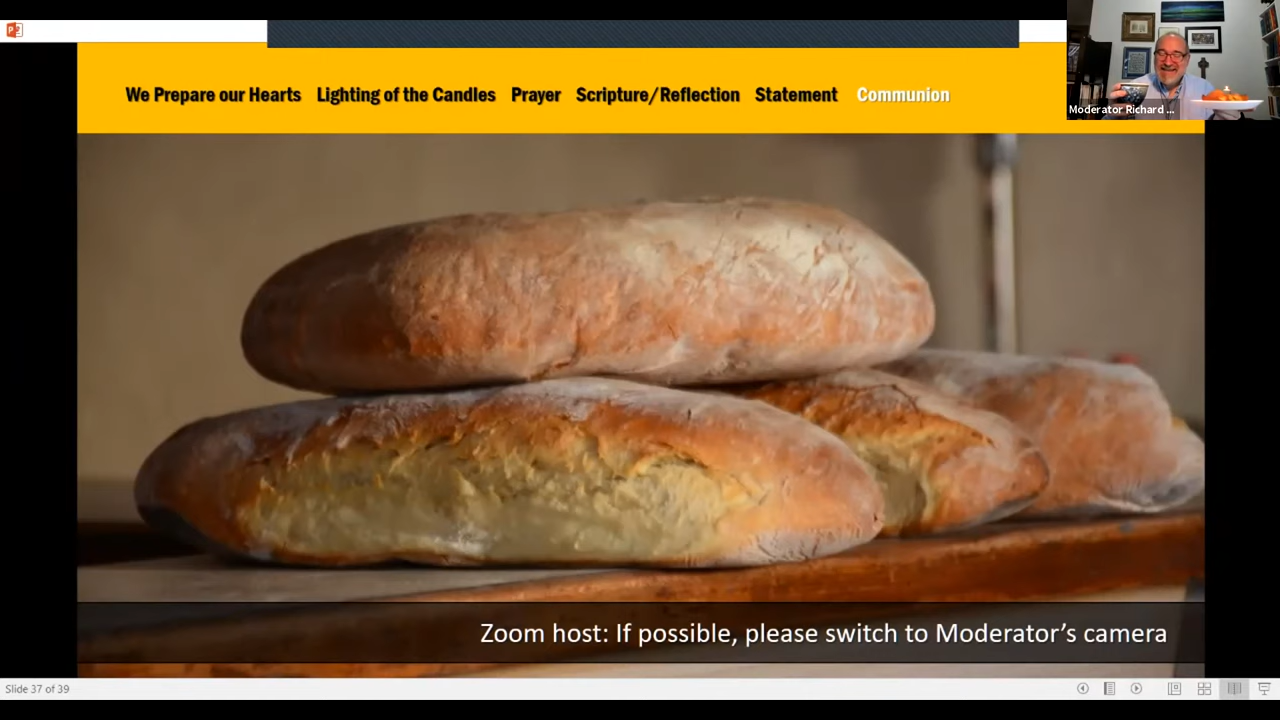 We Prepare our Hearts Lighting of the Candles Prayer Scripture/Reflection Statement Communion
Moderator Richard ...
Zoom host: If possible, please switch to Moderator’s camera
Slide 37 of 39